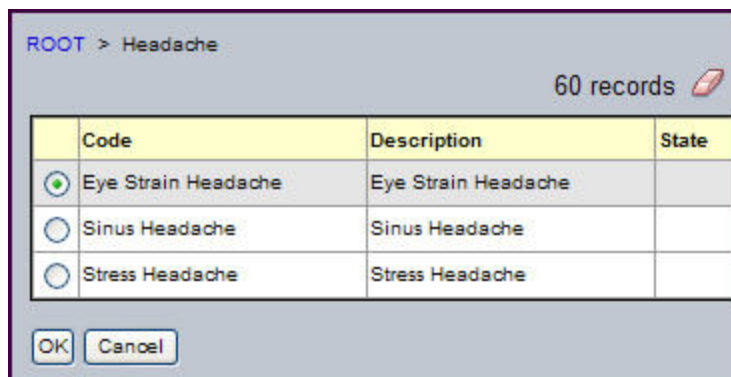 ROOT > Headache
60 records
Code Description State
Eye Strain Headache Eye Strain Headache
Sinus Headache Sinus Headache
Stress Headache Stress Headache
OK Cancel